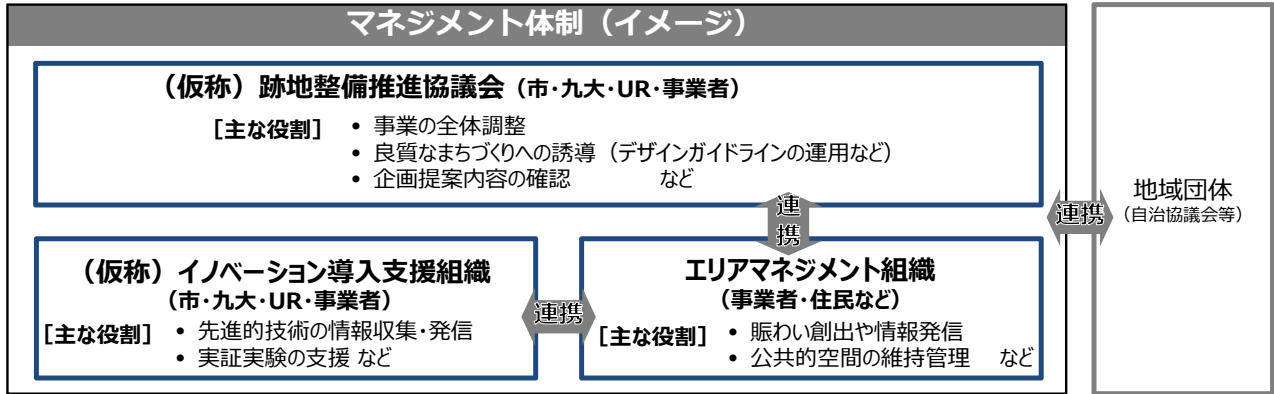 マネジメント体制（イメージ）
（仮称）跡地整備推進協議会（市・九大・UR・事業者）
［主な役割］ • 事業の全体調整
• 良質なまちづくりへの誘導（デザインガイドラインの運用など）
• 企画提案内容の確認 など
連携
（仮称）イノベーション導入支援組織
（市・九大・UR・事業者）
［主な役割］ • 先進的技術の情報収集・発信
• 実証実験の支援 など
連携
エリアマネジメント組織
（事業者・住民など）
［主な役割］ • 賑わい創出や情報発信
• 公共的空間の維持管理 など
連携
地域団体
（自治協議会等）